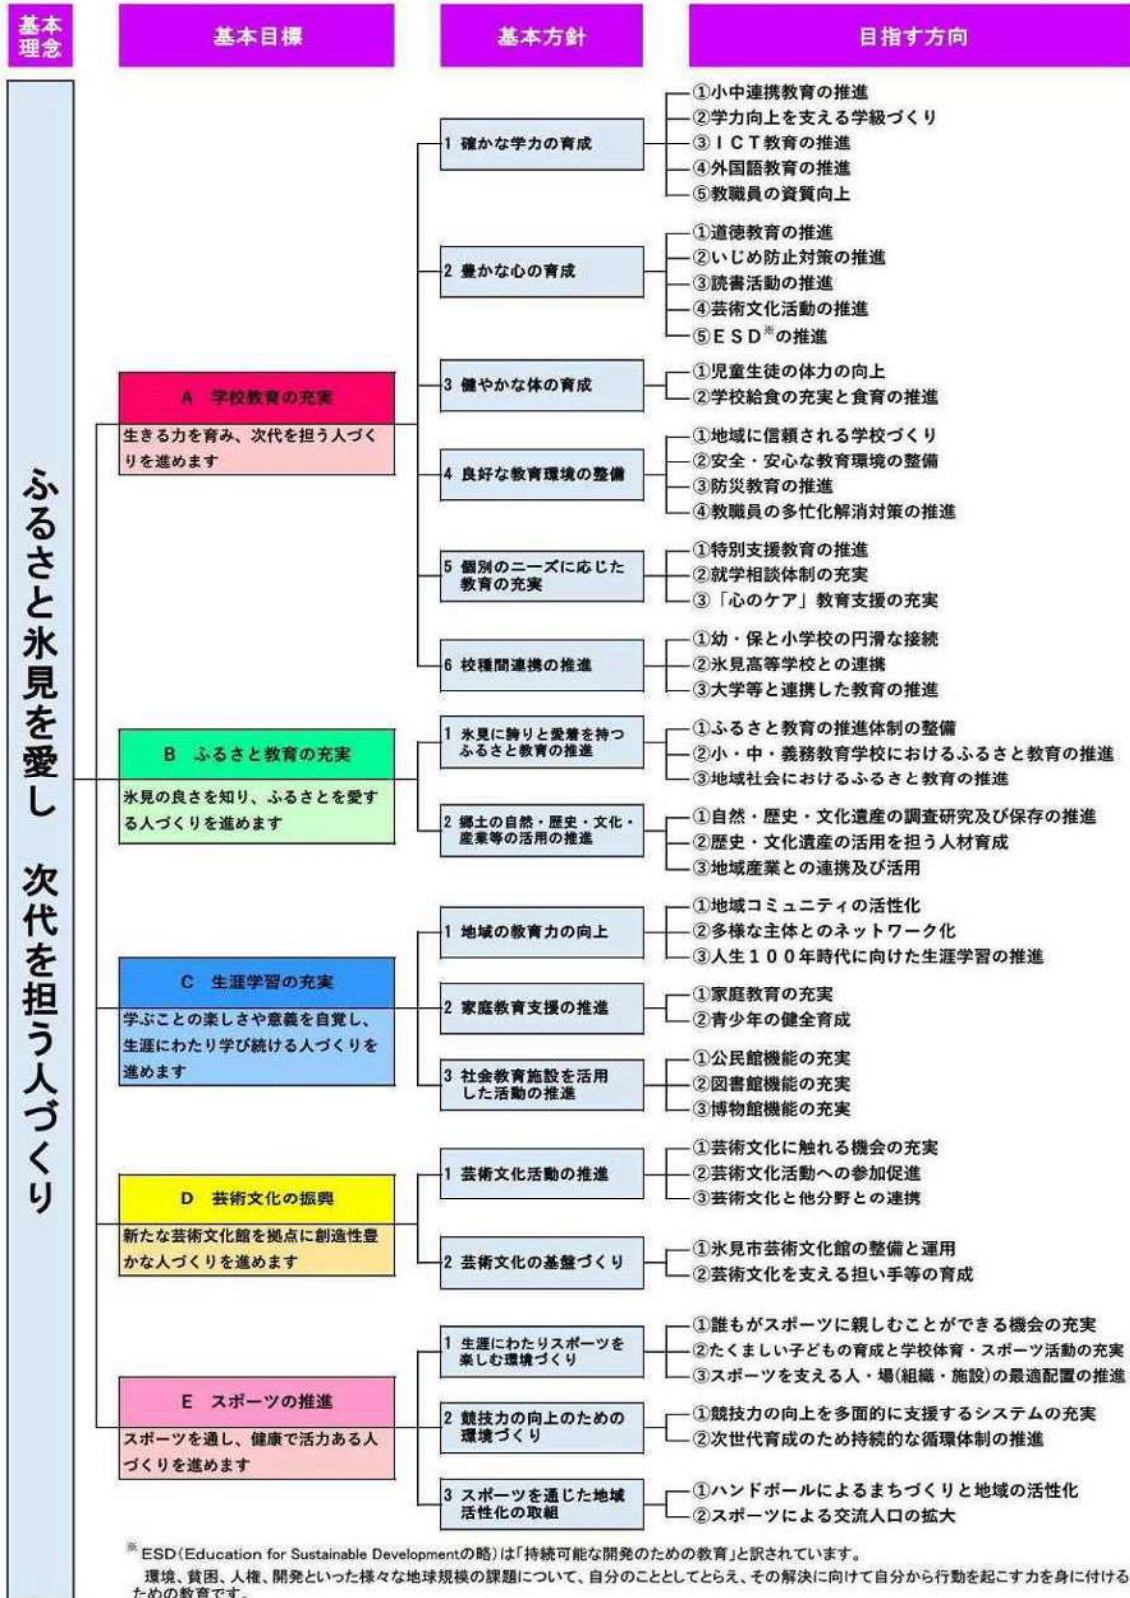 基本
理念
基本目標
基本方針
目指す方向
ふるさと氷見を愛し 次代を担う人づくり
A 学校教育の充実
生きる力を育み、次代を担う人づく
りを進めます
1 確かな学力の育成
①小中連携教育の推進
②学力向上を支える学級づくり
③ICT教育の推進
④外国語教育の推進
⑤教職員の資質向上
2 豊かな心の育成
①道徳教育の推進
②いじめ防止対策の推進
③読書活動の推進
④芸術文化活動の推進
⑤ESD※の推進
3 健やかな体の育成
①児童生徒の体力の向上
②学校給食の充実と食育の推進
4 良好な教育環境の整備
①地域に信頼される学校づくり
②安全・安心な教育環境の整備
③防災教育の推進
④教職員の多忙化解消対策の推進
5 個別のニーズに応じた
教育の充実
①特別支援教育の推進
②就学相談体制の充実
③「心のケア」教育支援の充実
6 校種間連携の推進
①幼・保と小学校の円滑な接続
②氷見高等学校との連携
③大学等と連携した教育の推進
B ふるさと教育の充実
氷見の良さを知り、ふるさとを愛す
る人づくりを進めます
1 氷見に誇りと愛着を持つ
ふるさと教育の推進
①ふるさと教育の推進体制の整備
②小・中・義務教育学校におけるふるさと教育の推進
③地域社会におけるふるさと教育の推進
2 郷土の自然・歴史・文化・
産業等の活用の推進
①自然・歴史・文化遺産の調査研究及び保存の推進
②歴史・文化遺産の活用を担う人材育成
③地域産業との連携及び活用
C 生涯学習の充実
学ぶことの楽しさや意義を自覚し、
生涯にわたり学び続ける人づくりを
進めます
1 地域の教育力の向上
①地域コミュニティの活性化
②多様な主体とのネットワーク化
③人生100年時代に向けた生涯学習の推進
2 家庭教育支援の推進
①家庭教育の充実
②青少年の健全育成
3 社会教育施設を活用
した活動の推進
①公民館機能の充実
②図書館機能の充実
③博物館機能の充実
D 芸術文化の振興
新たな芸術文化館を拠点に創造性豊
かな人づくりを進めます
1 芸術文化活動の推進
①芸術文化に触れる機会の充実
②芸術文化活動への参加促進
③芸術文化と他分野との連携
2 芸術文化の基盤づくり
①氷見市芸術文化館の整備と運用
②芸術文化を支える担い手等の育成
E スポーツの推進
スポーツを通し、健康で活力ある人
づくりを進めます
1 生涯にわたりスポーツを
楽しむ環境づくり
①誰もがスポーツに親しむことができる機会の充実
②たくましい子どもの育成と学校体育・スポーツ活動の充実
③スポーツを支える人・場(組織・施設)の最適配置の推進
2 競技力の向上のための
環境づくり
①競技力の向上を多面的に支援するシステムの充実
②次世代育成のため持続的な循環体制の推進
3 スポーツを通じた地域
活性化の取組
①ハンドボールによるまちづくりと地域の活性化
②スポーツによる交流人口の拡大
※ ESD(Education for Sustainable Developmentの略)は「持続可能な開発のための教育」と訳されています。
環境、貧困、人権、開発といった様々な地球規模の課題について、自分のこととしてとらえ、その解決に向けて自分から行動を起こす力を身に付ける
ための教育です。